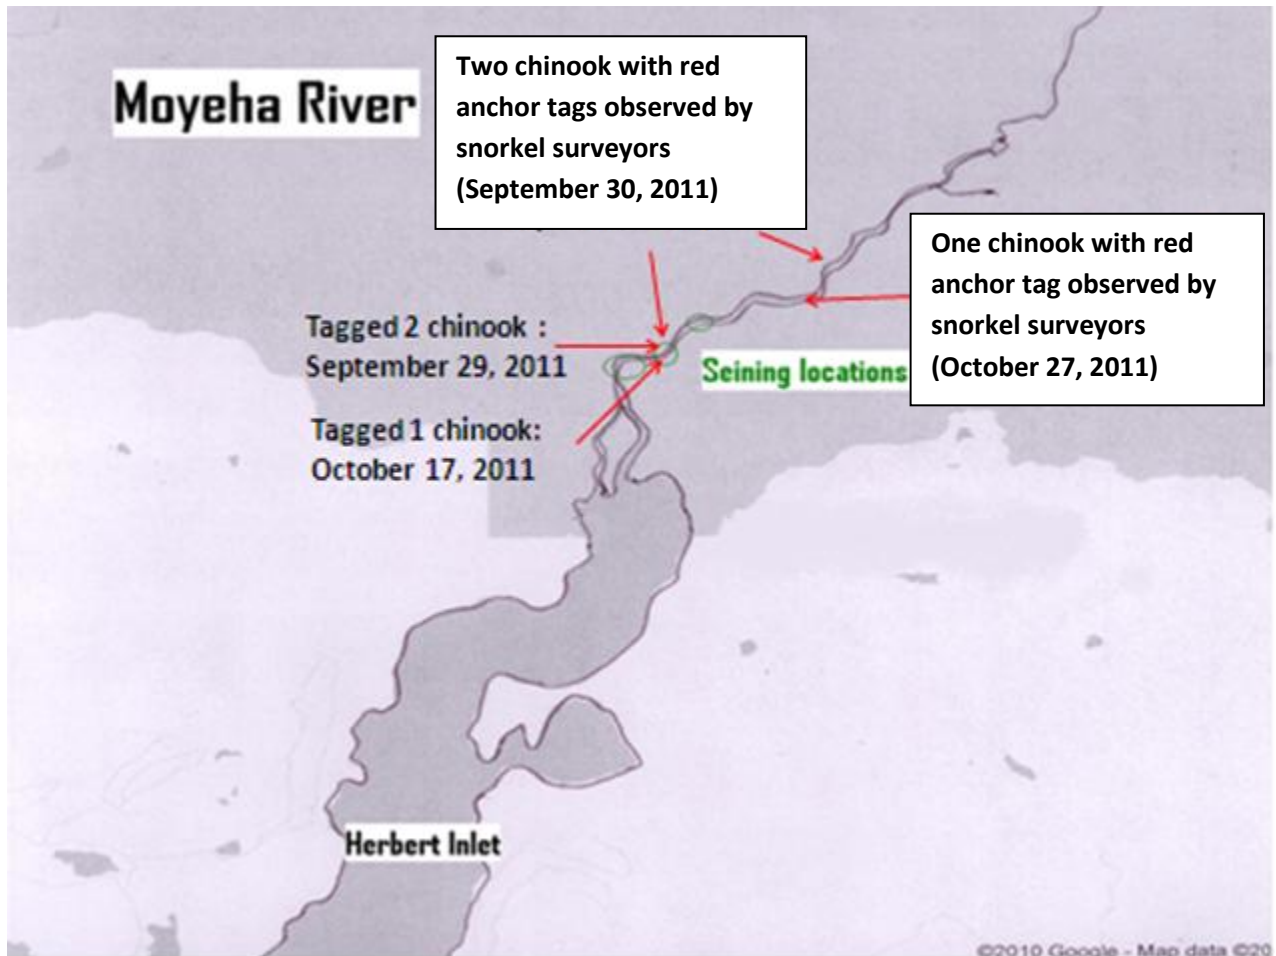 Moyeha River
Two chinook with red
anchor tags observed by
snorkel surveyors
(September 30, 2011)
One chinook with red
anchor tag observed by
snorkel surveyors
(October 27, 2011)
Tagged 2 chinook :
September 29, 2011
Seining locations
Tagged 1 chinook:
October 17, 2011
Herbert Inlet
©2010 Google - Map data ©20